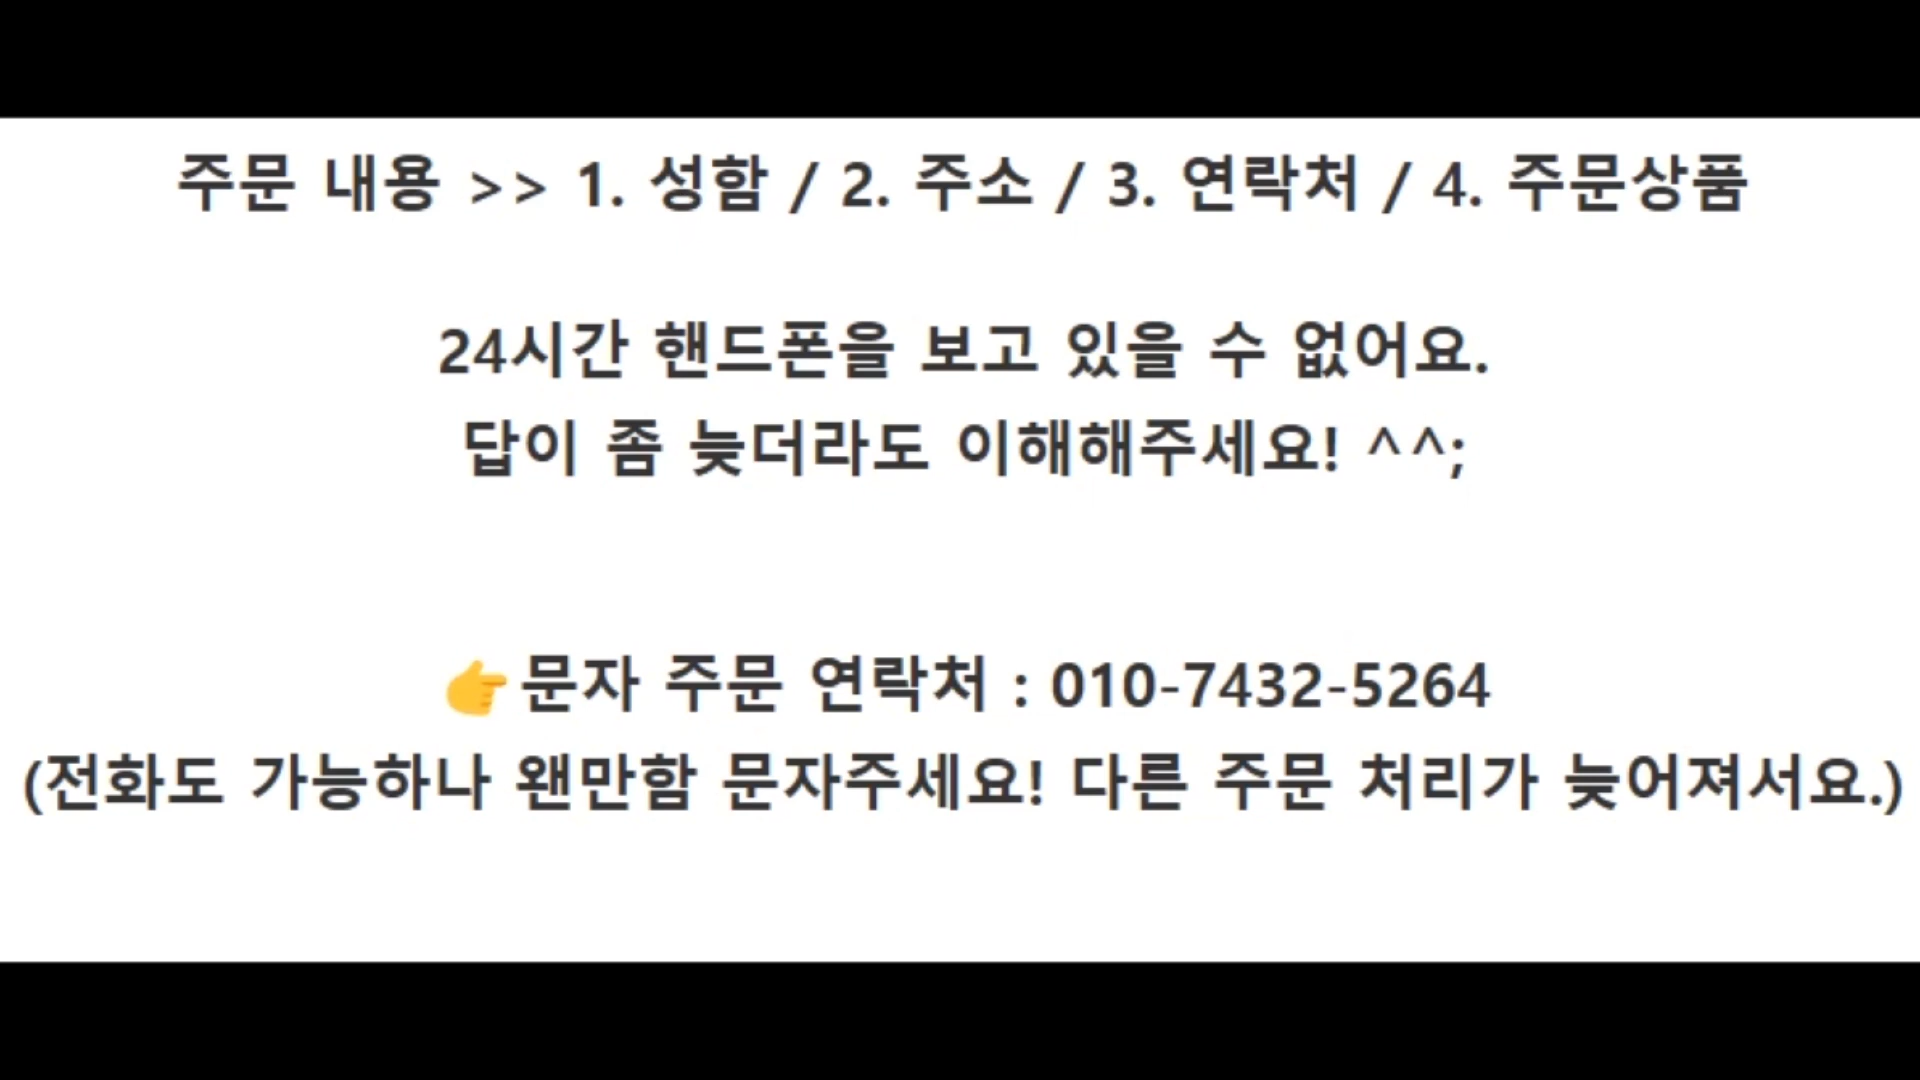 주문 내용 >> 1. 성함 / 2. 주소 / 3. 연락처 / 4. 주문상품
24시간 핸드폰을 보고 있을 수 없어요.
답이 좀 늦더라도 이해해주세요! ^^;
👉문자 주문 연락처 : 010-7432-5264
(전화도 가능하나 왠만함 문자주세요! 다른 주문 처리가 늦어져서요.)